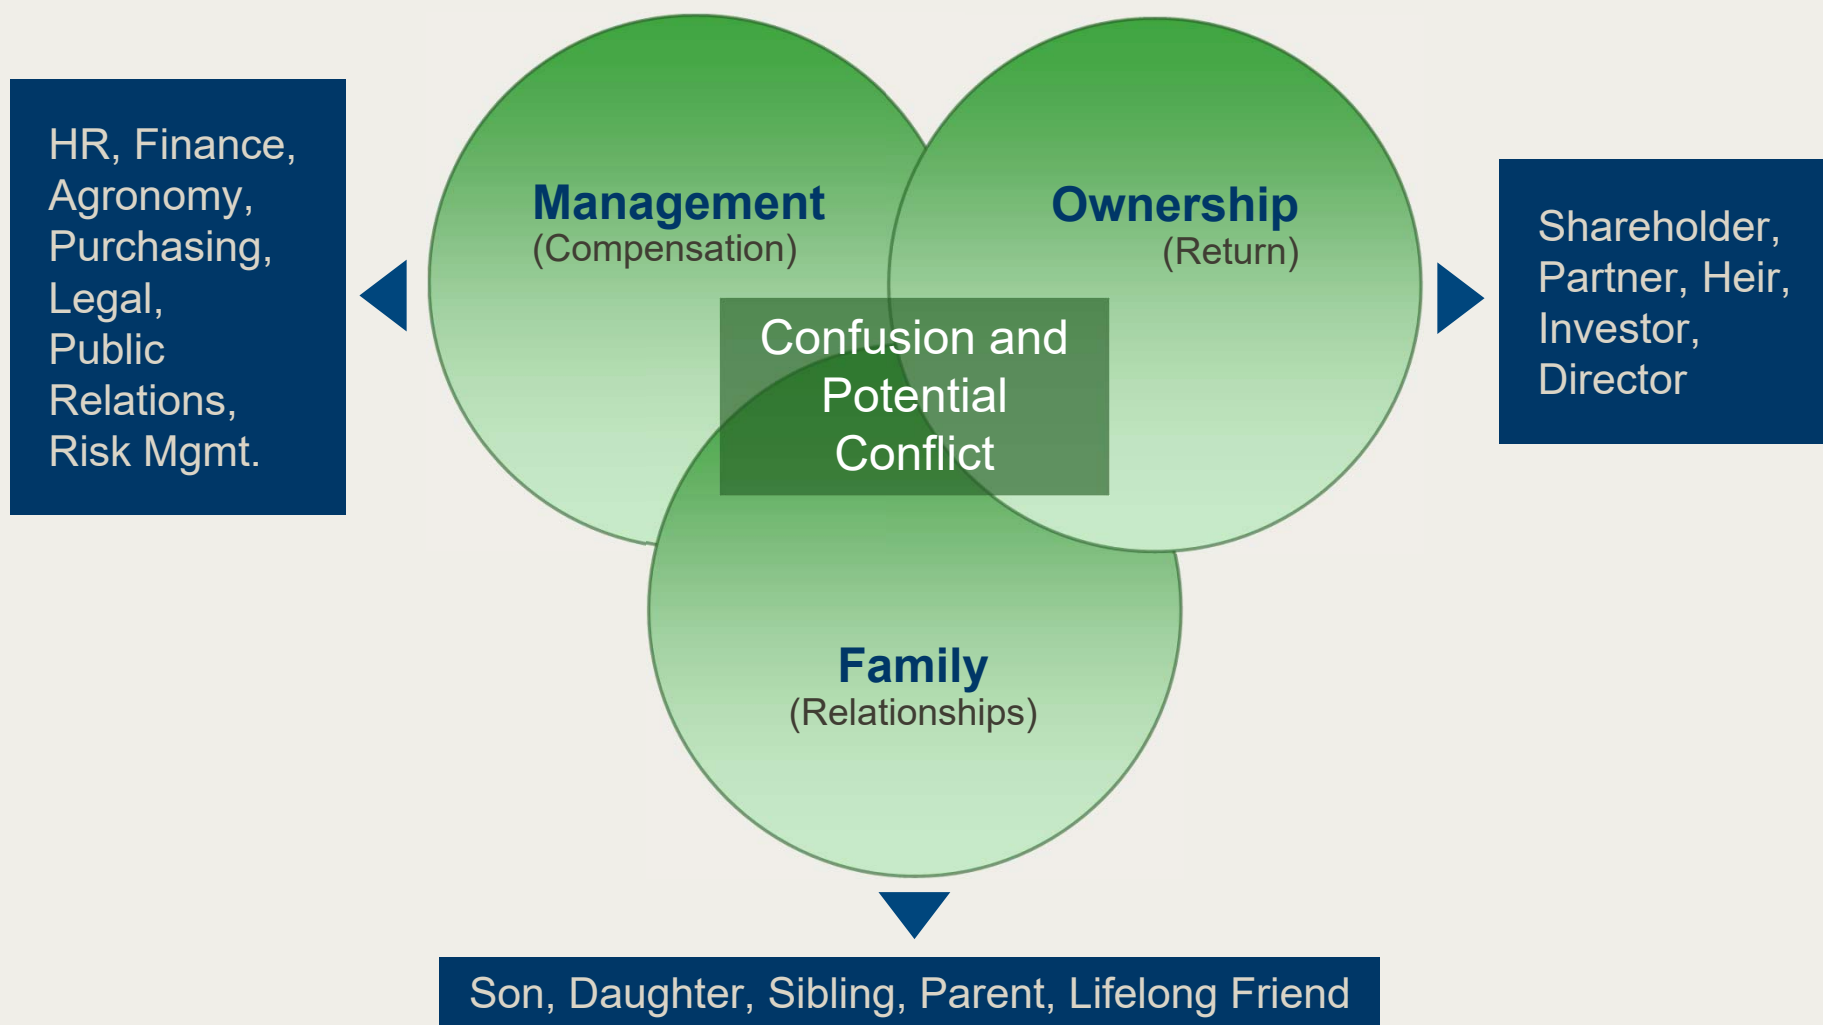 HR, Finance,
Agronomy,
Purchasing,
Legal,
Public
Relations,
Risk Mgmt.
Management
(Compensation)
Ownership
(Return)
Shareholder,
Partner, Heir,
Investor,
Director
Confusion and
Potential
Conflict
Family
(Relationships)
Son, Daughter, Sibling, Parent, Lifelong Friend